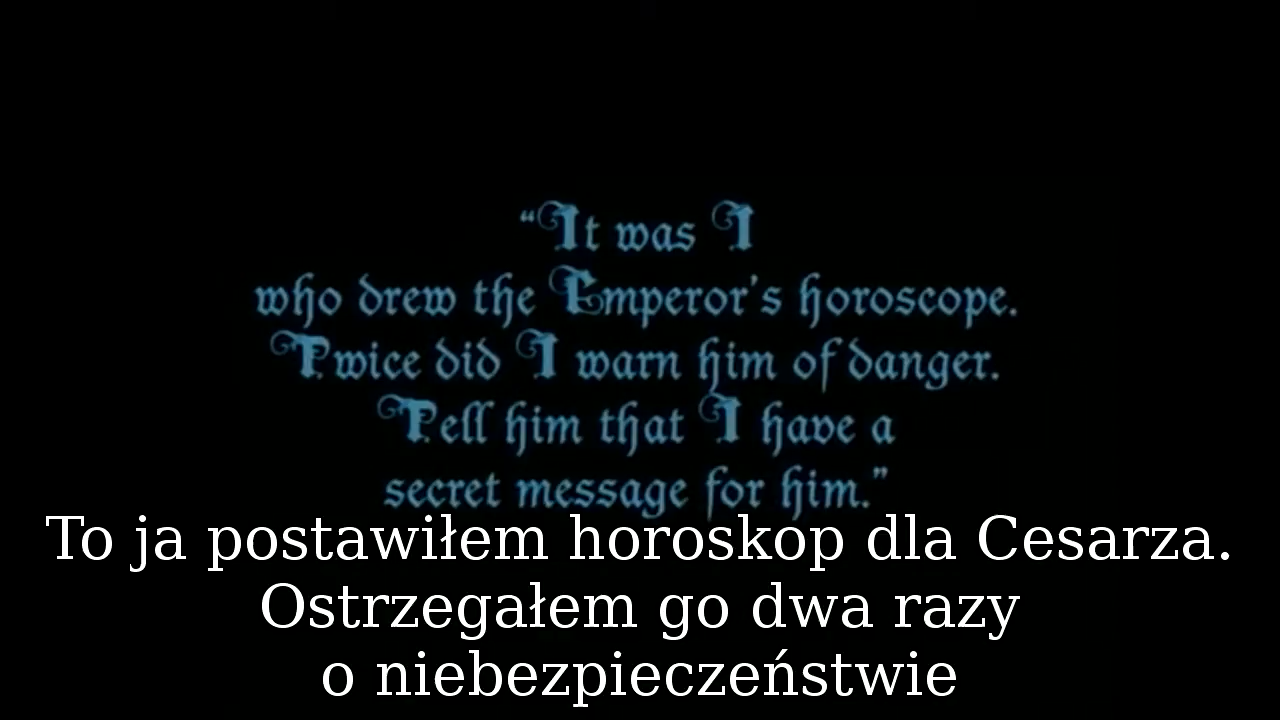 “It was I
who drew the Emperor's horoscope.
Twice did I warn him of danger.
Tell him that I have a
secret message for him.”
To ja postawiłem horoskop dla Cesarza.
Ostrzegałem go dwa razy
o niebezpieczeństwie